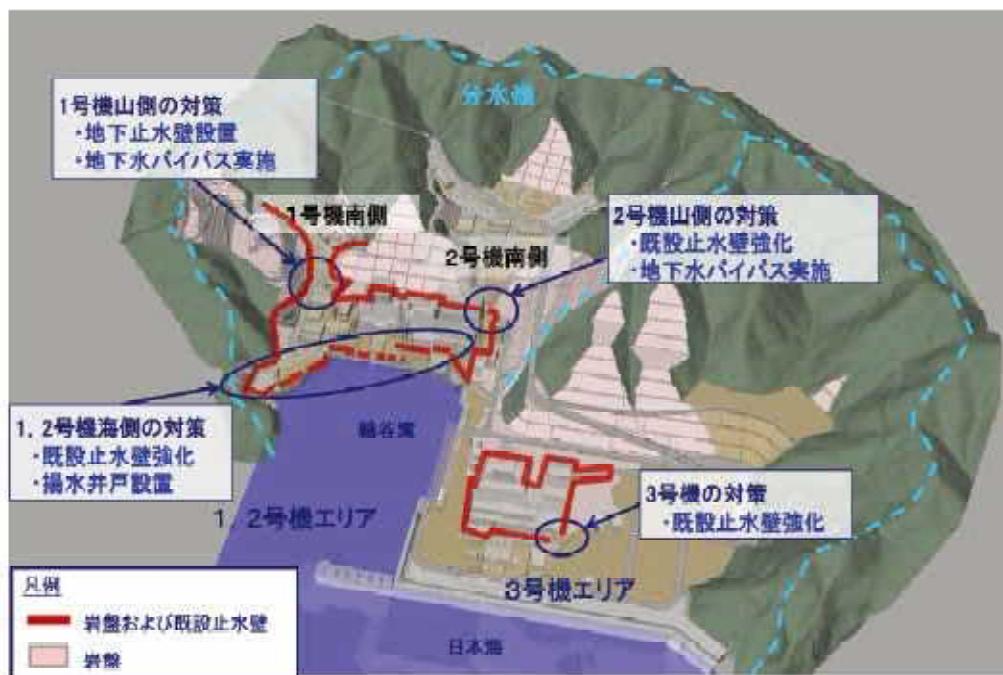 分水嶺
1号機山側の対策
・地下止水壁設置
・地下水バイパス実施
1号機南側
2号機南側
2号機山側の対策
・既設止水壁強化
・地下水バイパス実施
1, 2号機海側の対策
・既設止水壁強化
・揚水井戸設置
輪谷湾
1, 2号機エリア
3号機の対策
・既設止水壁強化
3号機エリア
日本海
凡例
岩盤および既設止水壁
岩盤